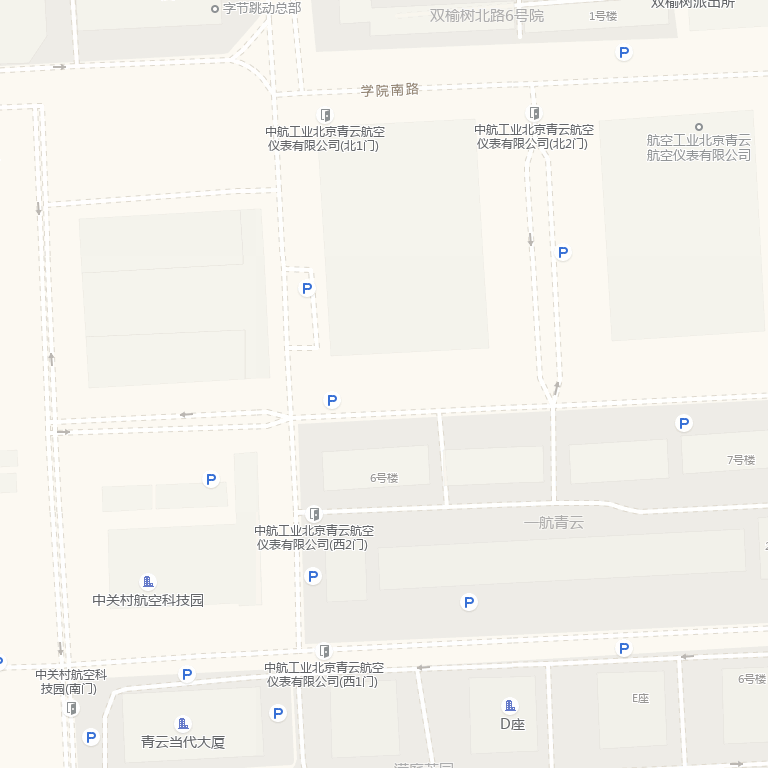 字节跳动总部
双榆树北路6号院
1号楼
双榆树派出所
P
学院南路
中航工业北京青云航空
仪表有限公司(北1门)
中航工业北京青云航空
仪表有限公司(北2门)
航空工业北京青云
航空仪表有限公司
P
P
P
P
7号楼
6号楼
P
一航青云
中航工业北京青云航空
仪表有限公司(西2门)
P
中关村航空科技园
P
P
中航工业北京青云航空
仪表有限公司(西1门)
中关村航空科
技园(南门)
P
6号楼
E座
P
D座
P
青云当代大厦